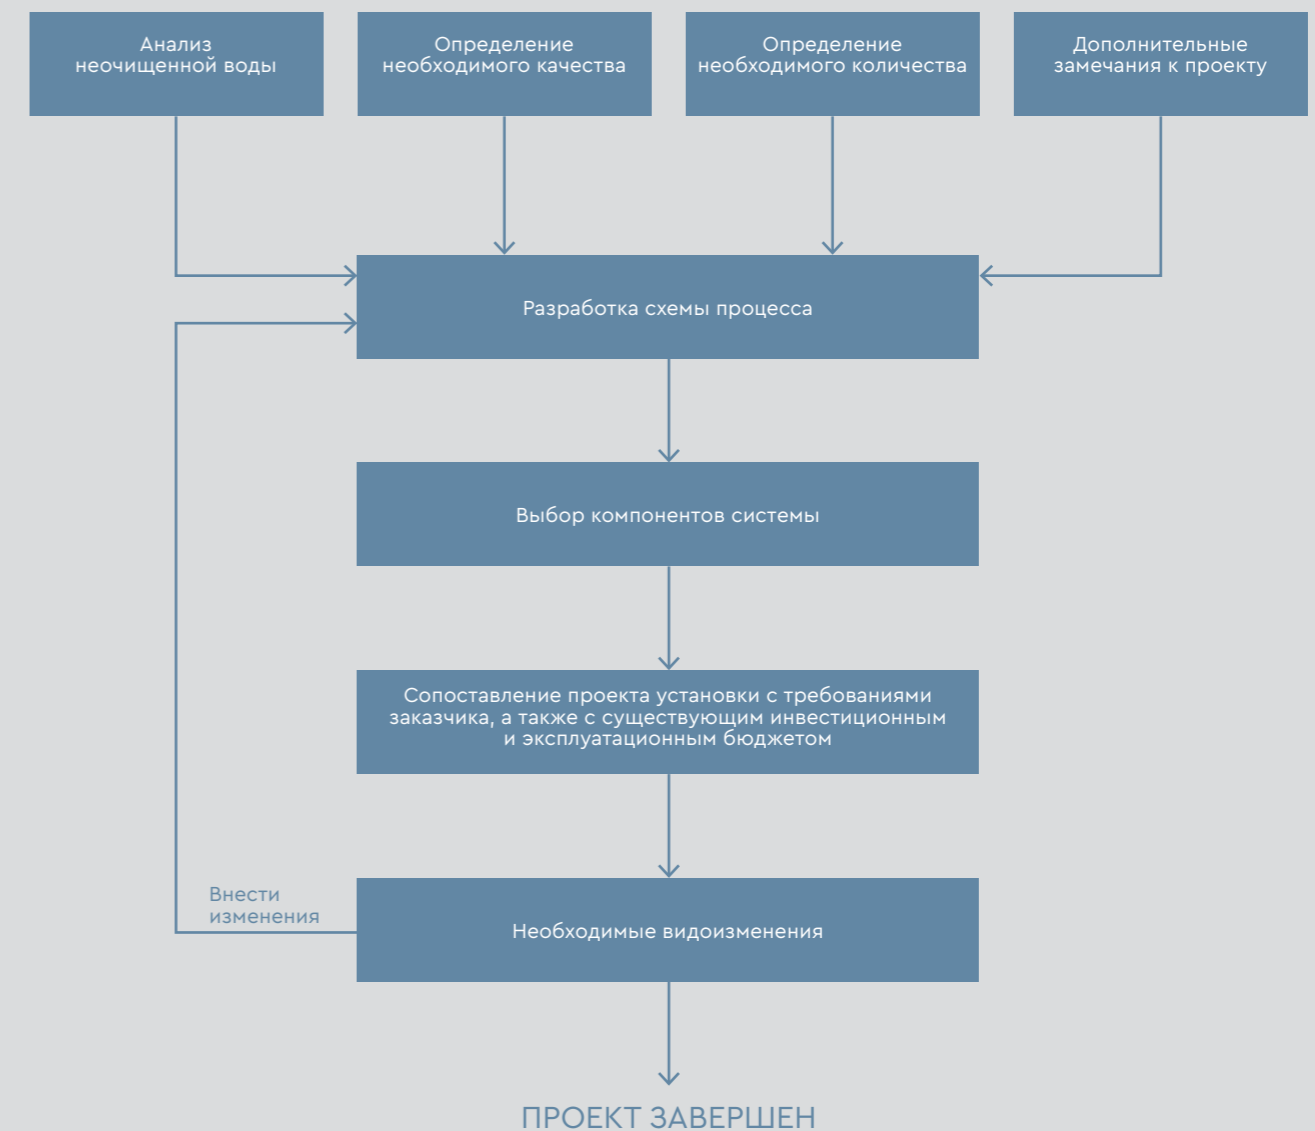 Анализ
неочищенной воды
Определение
необходимого качества
Определение
необходимого количества
Дополнительные
замечания к проекту
Разработка схемы процесса
Выбор компонентов системы
Сопоставление проекта установки с требованиями
заказчика, а также с существующим инвестиционным
и эксплуатационным бюджетом
Внести
изменения
Необходимые видоизменения
ПРОЕКТ ЗАВЕРШЕН